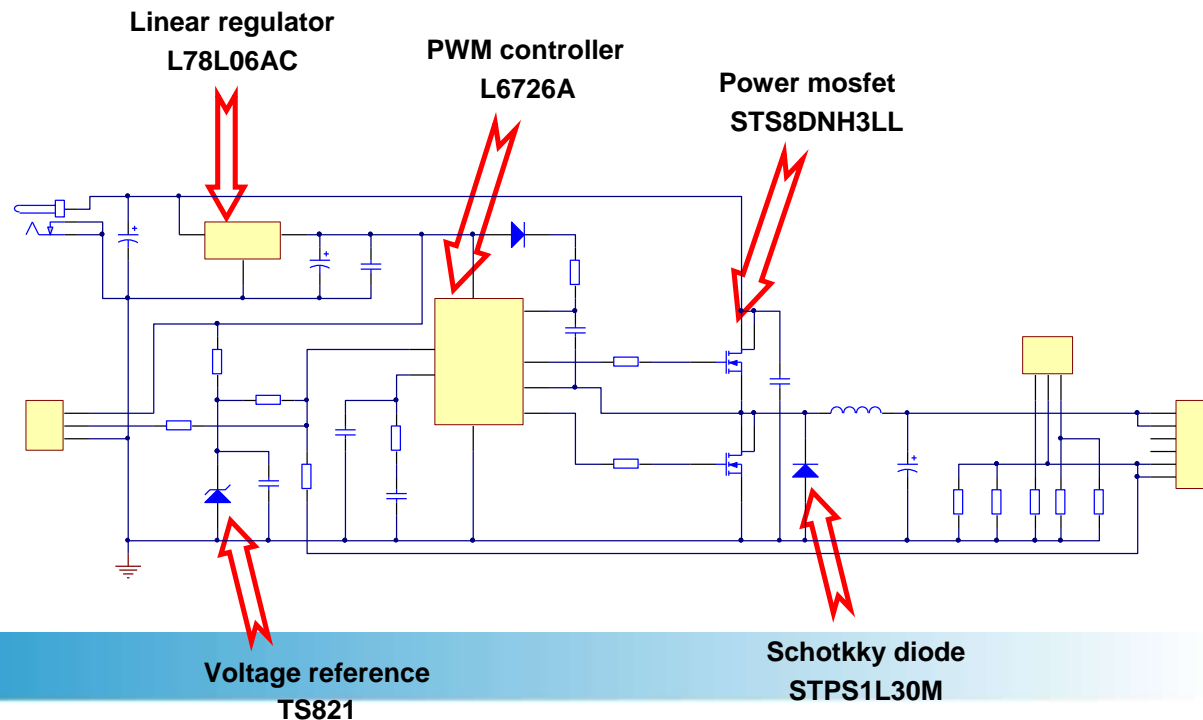 Linear regulator
L78L06AC
PWM controller
L6726A
Power mosfet
STS8DNH3LL
Voltage reference
TS821
Schotkky diode
STPS1L30M